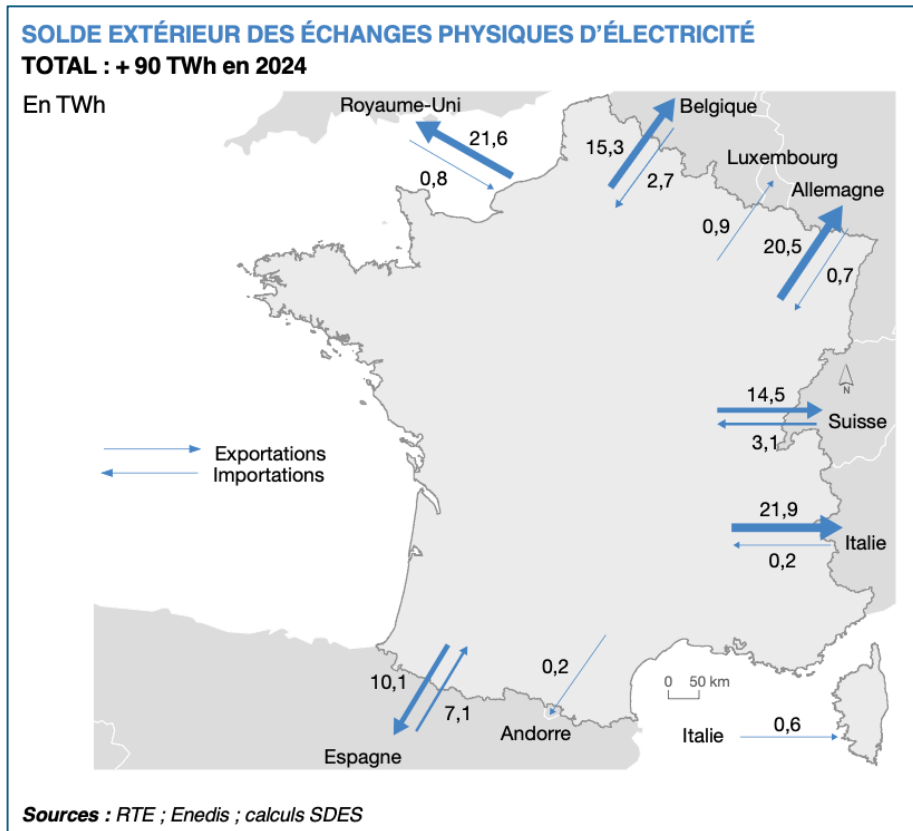 SOLDE EXTÉRIEUR DES ÉCHANGES PHYSIQUES D'ÉLECTRICITÉ
TOTAL : + 90 TWh en 2024
En TWh
Royaume-Uni
21,6
0,8
Belgique
15,3
2,7
Luxembourg
0,9
Allemagne
20,5
0,7
N
14,5
Suisse
3,1
Exportations
Importations
21,9
Italie
0,2
10,1
7,1
Espagne
0,2
Andorre
0 50 km
Italie
0,6
Sources : RTE ; Enedis ; calculs SDES